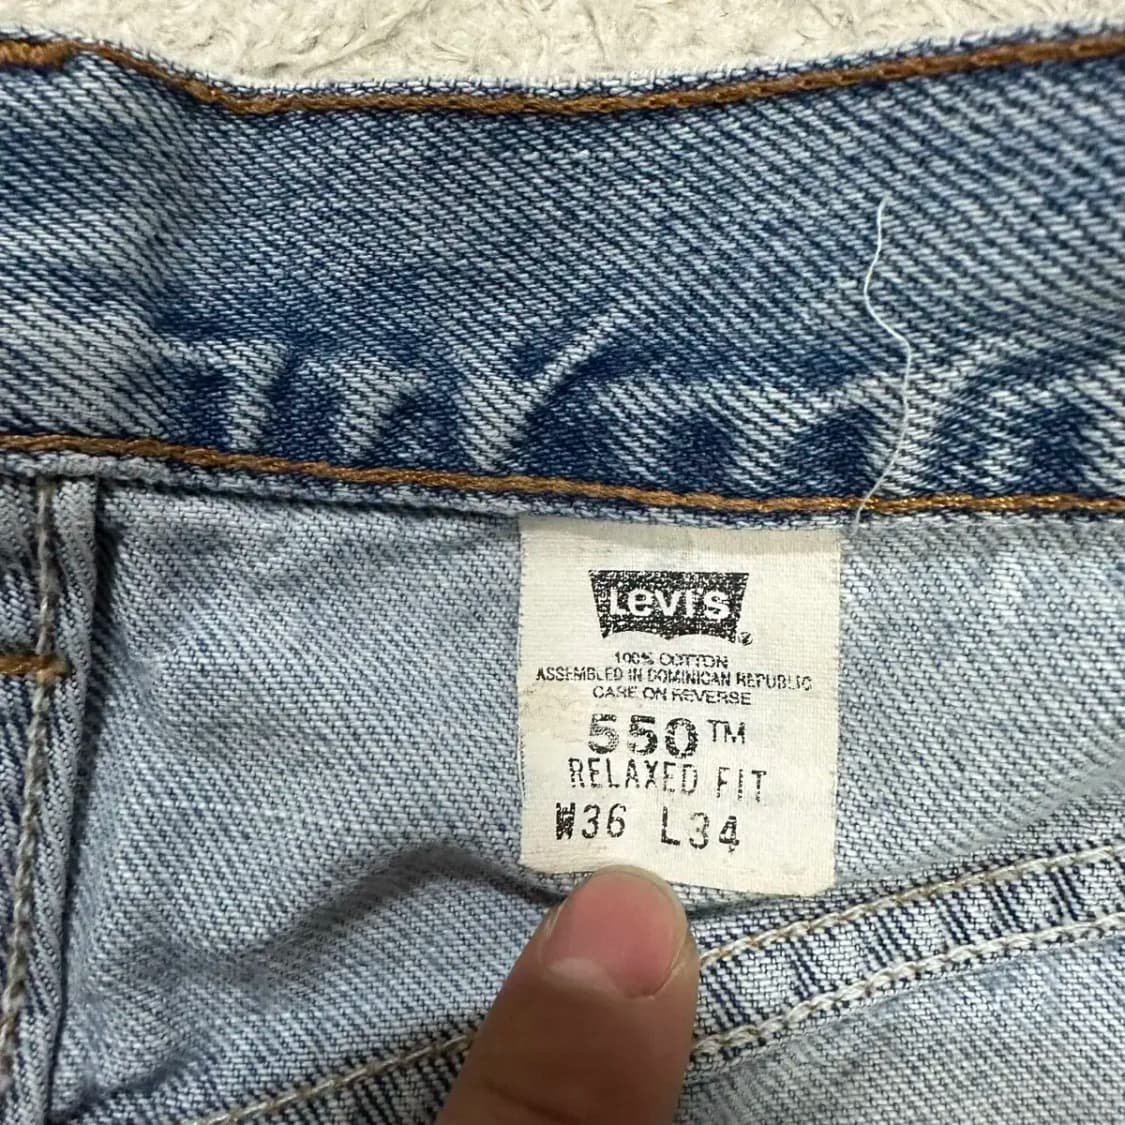 Levi's
100% COTTON
ASSEMBLED IN DOMINICAN REPUBLIC
CARE ON REVERSE
550™
RELAXED FIT
W36 L34